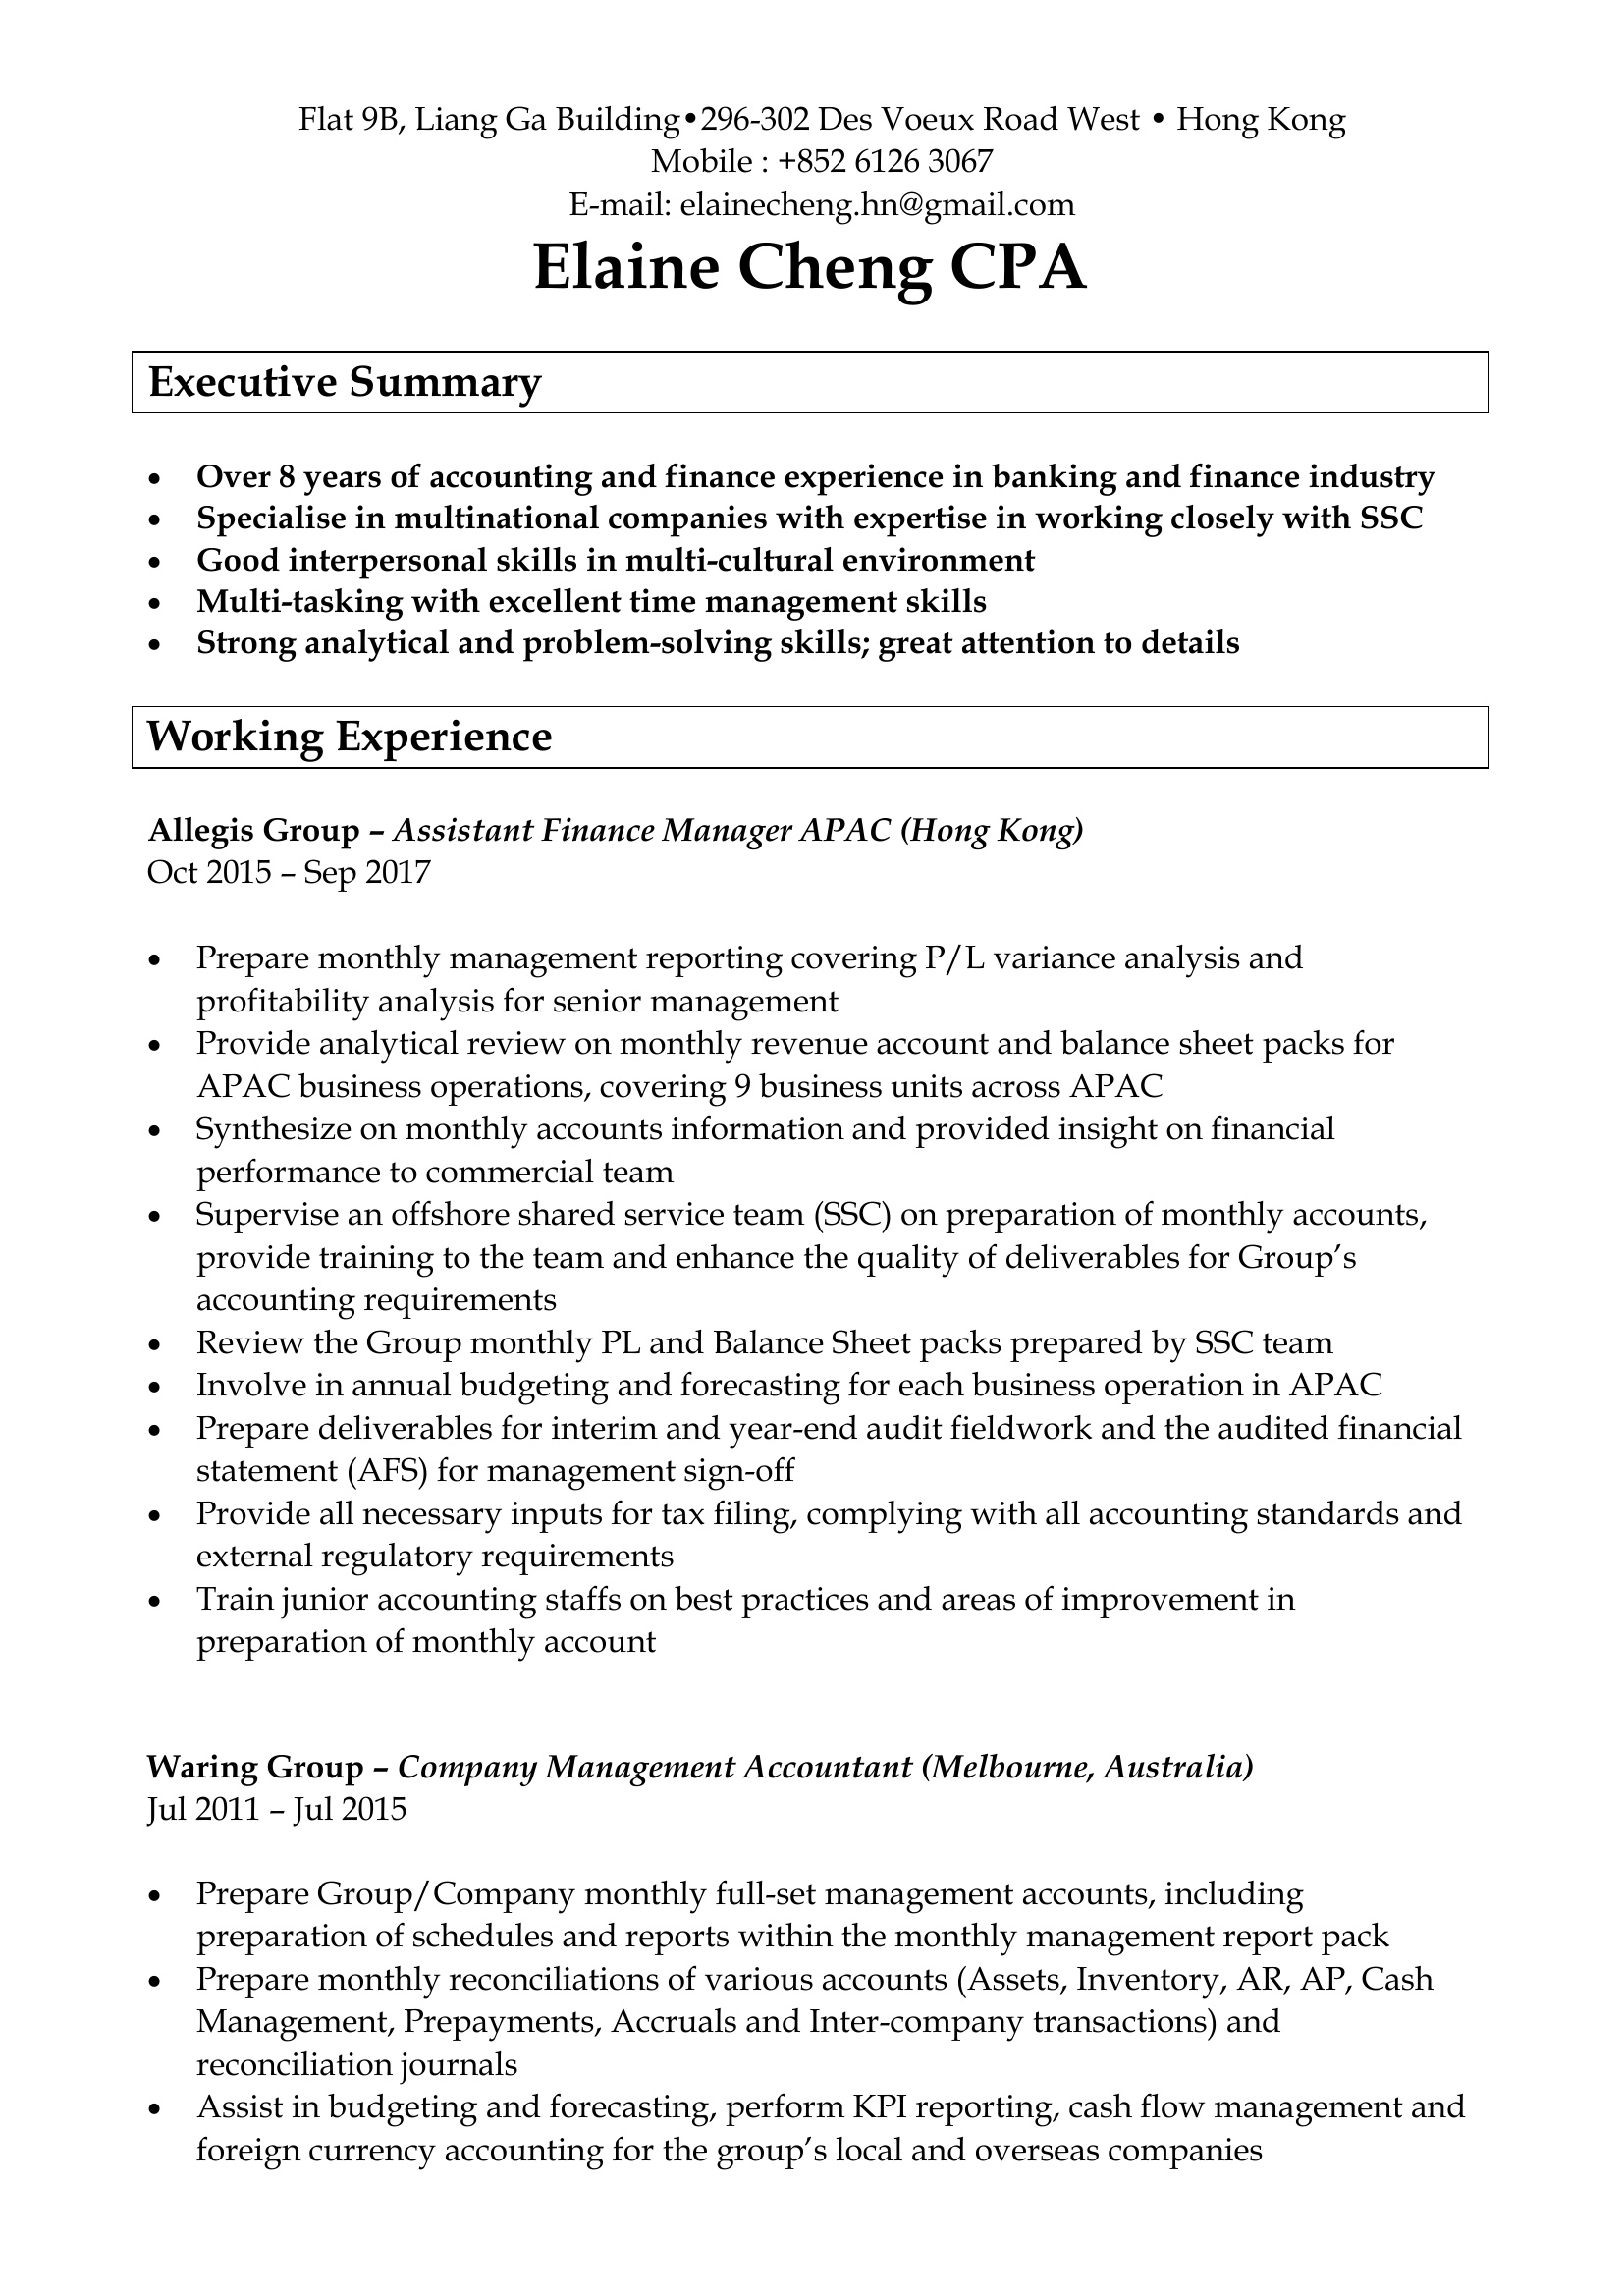 Flat 9B, Liang Ga Building•296-302 Des Voeux Road West • Hong Kong
Mobile : +852 6126 3067
E-mail: elainecheng.hn@gmail.com
Elaine Cheng CPA
Executive Summary
• Over 8 years of accounting and finance experience in banking and finance industry
• Specialise in multinational companies with expertise in working closely with SSC
• Good interpersonal skills in multi-cultural environment
• Multi-tasking with excellent time management skills
• Strong analytical and problem-solving skills; great attention to details
Working Experience
Allegis Group – Assistant Finance Manager APAC (Hong Kong)
Oct 2015 – Sep 2017
• Prepare monthly management reporting covering P/L variance analysis and
profitability analysis for senior management
• Provide analytical review on monthly revenue account and balance sheet packs for
APAC business operations, covering 9 business units across APAC
• Synthesize on monthly accounts information and provided insight on financial
performance to commercial team
• Supervise an offshore shared service team (SSC) on preparation of monthly accounts,
provide training to the team and enhance the quality of deliverables for Group’s
accounting requirements
• Review the Group monthly PL and Balance Sheet packs prepared by SSC team
• Involve in annual budgeting and forecasting for each business operation in APAC
• Prepare deliverables for interim and year-end audit fieldwork and the audited financial
statement (AFS) for management sign-off
• Provide all necessary inputs for tax filing, complying with all accounting standards and
external regulatory requirements
• Train junior accounting staffs on best practices and areas of improvement in
preparation of monthly account
Waring Group – Company Management Accountant (Melbourne, Australia)
Jul 2011 – Jul 2015
• Prepare Group/Company monthly full-set management accounts, including
preparation of schedules and reports within the monthly management report pack
• Prepare monthly reconciliations of various accounts (Assets, Inventory, AR, AP, Cash
Management, Prepayments, Accruals and Inter-company transactions) and
reconciliation journals
• Assist in budgeting and forecasting, perform KPI reporting, cash flow management and
foreign currency accounting for the group’s local and overseas companies